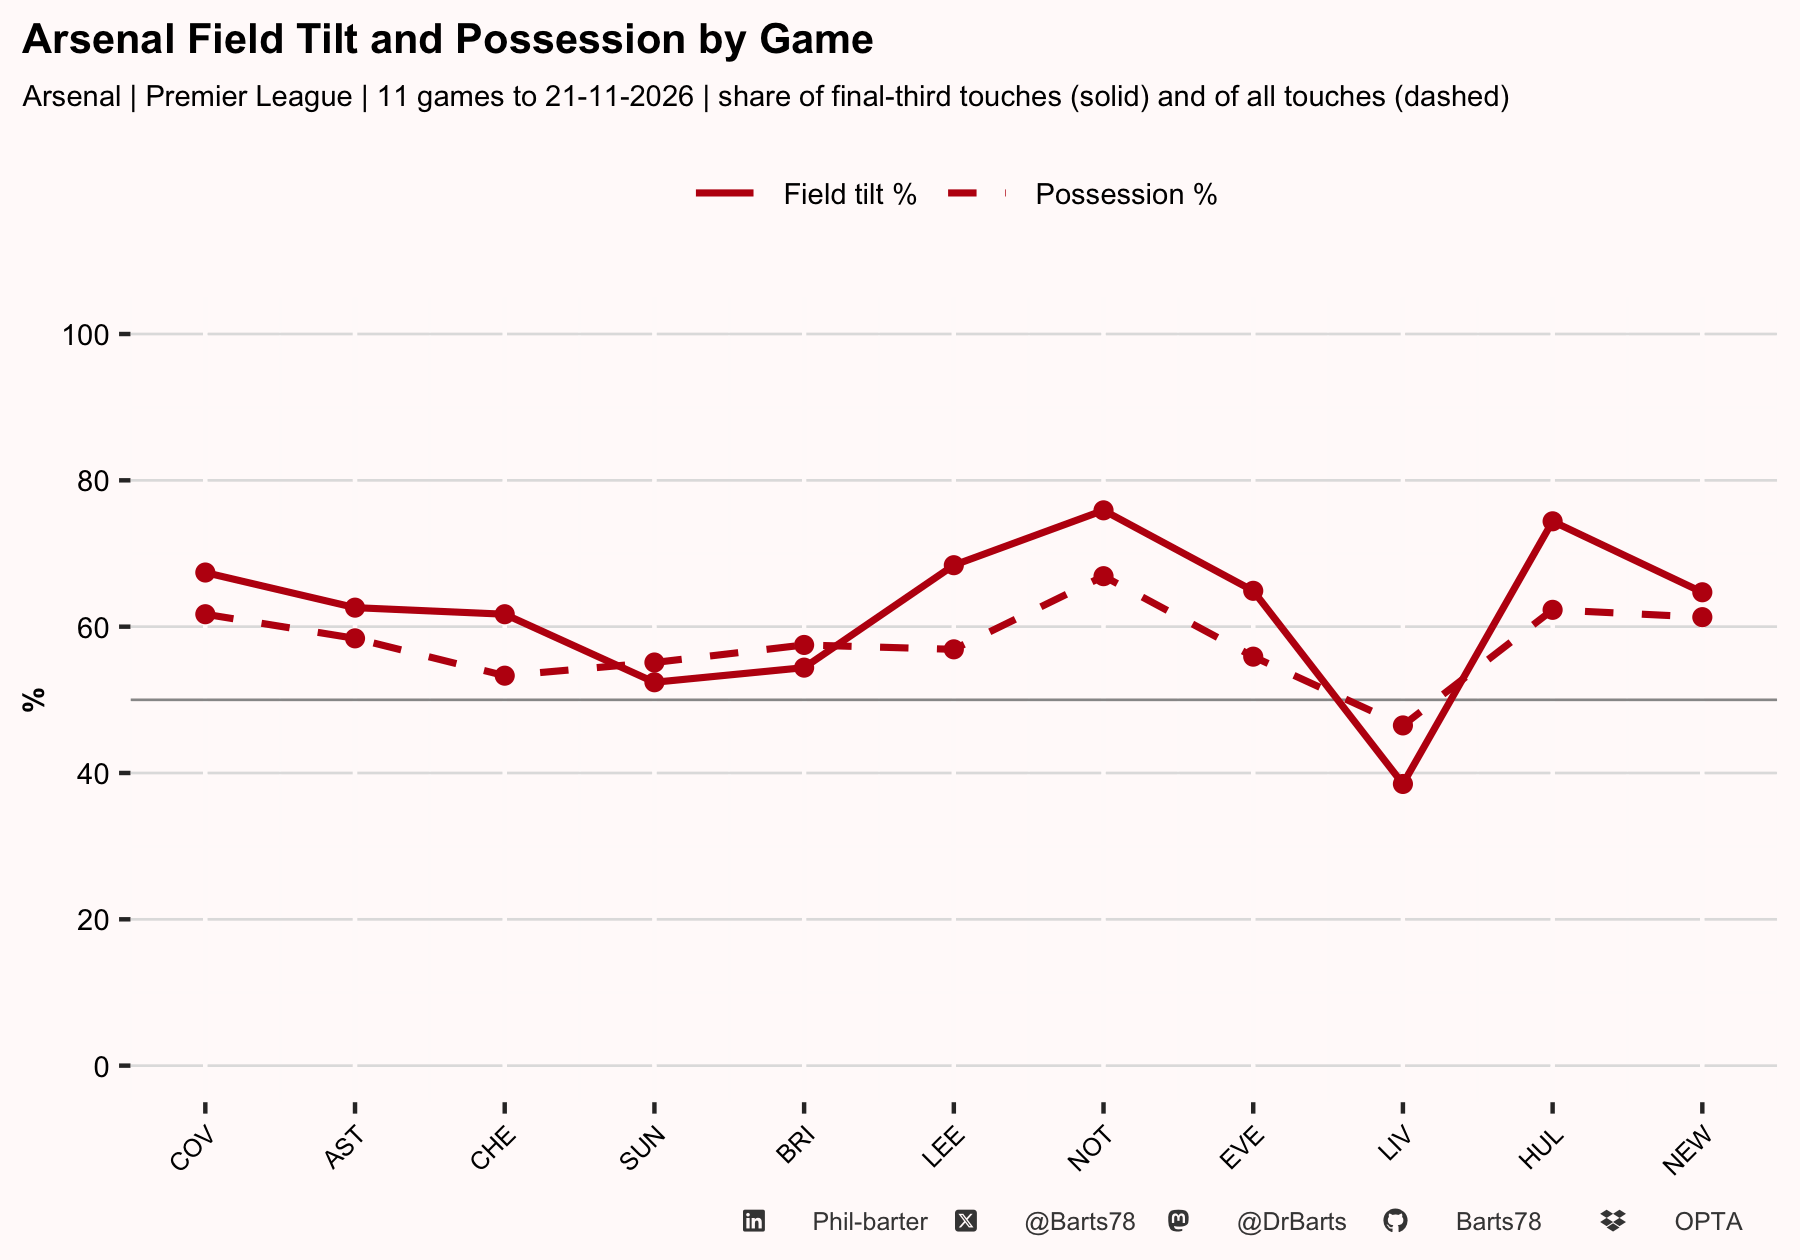 Arsenal Field Tilt and Possession by Game
Arsenal | Premier League | 11 games to 21-11-2026 | share of final-third touches (solid) and of all touches (dashed)
Field tilt % Possession %
100
80
60
40
20
0
%
COV AST CHE SUN BRI LEE NOT EVE LIV HUL NEW
Phil-barter @Barts78 @DrBarts Barts78 OPTA